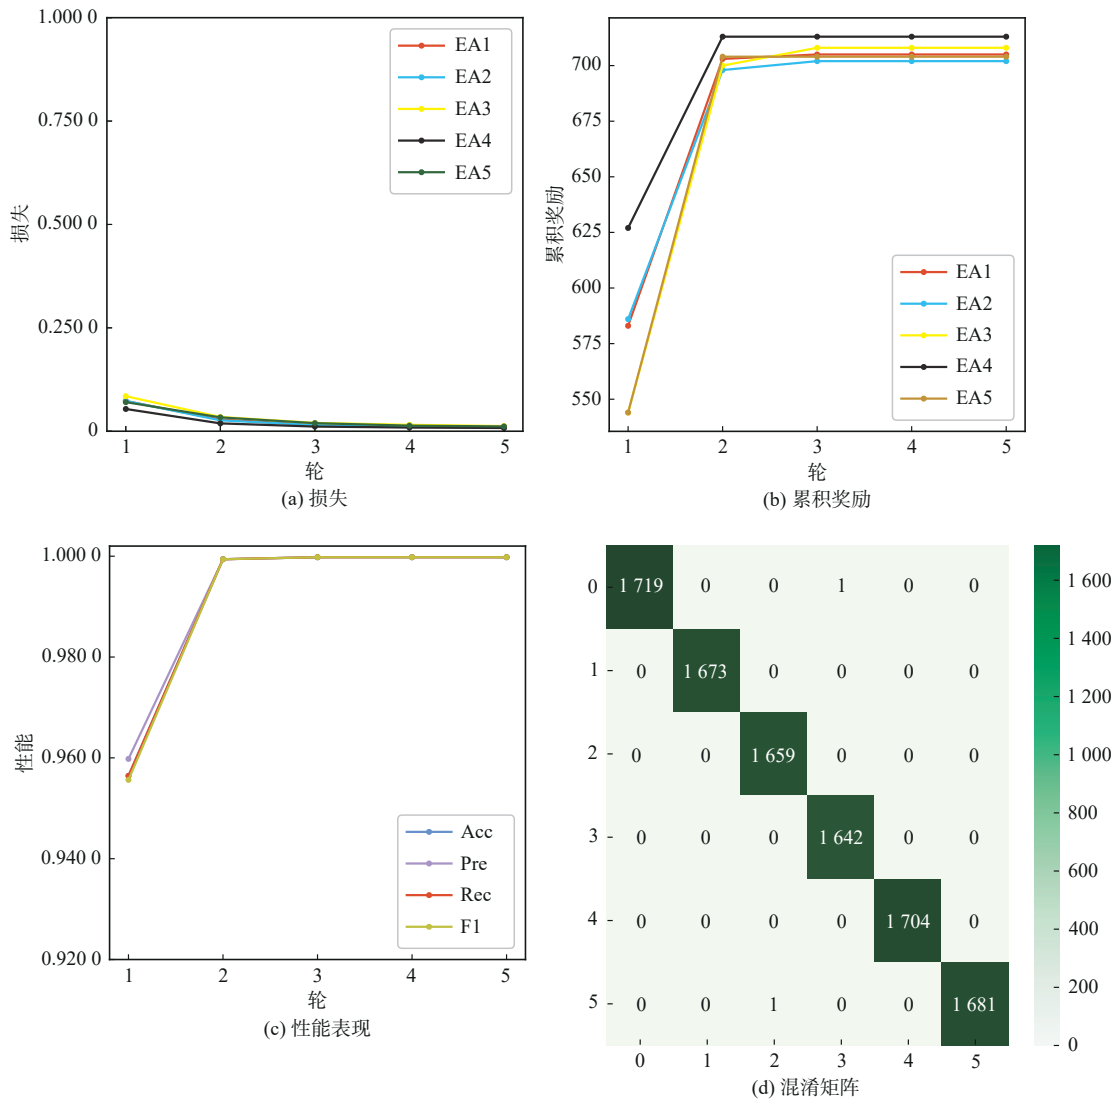 1.000 0
0.750 0
0.500 0
0.250 0
0
损失
EA1
EA2
EA3
EA4
EA5
1 2 3 4 5
轮
(a) 损失
700
675
650
625
600
575
550
累积奖励
EA1
EA2
EA3
EA4
EA5
1 2 3 4 5
轮
(b) 累积奖励
1.000 0
0.980 0
0.960 0
0.940 0
0.920 0
性能
Acc
Pre
Rec
F1
1 2 3 4 5
轮
(c) 性能表现
0 1 719 0 0 1 0 0
1 0 1 673 0 0 0 0
2 0 0 1 659 0 0 0
3 0 0 0 1 642 0 0
4 0 0 0 0 1 704 0
5 0 0 1 0 0 1 681
0 1 2 3 4 5
1 600
1 400
1 200
1 000
800
600
400
200
0
(d) 混淆矩阵